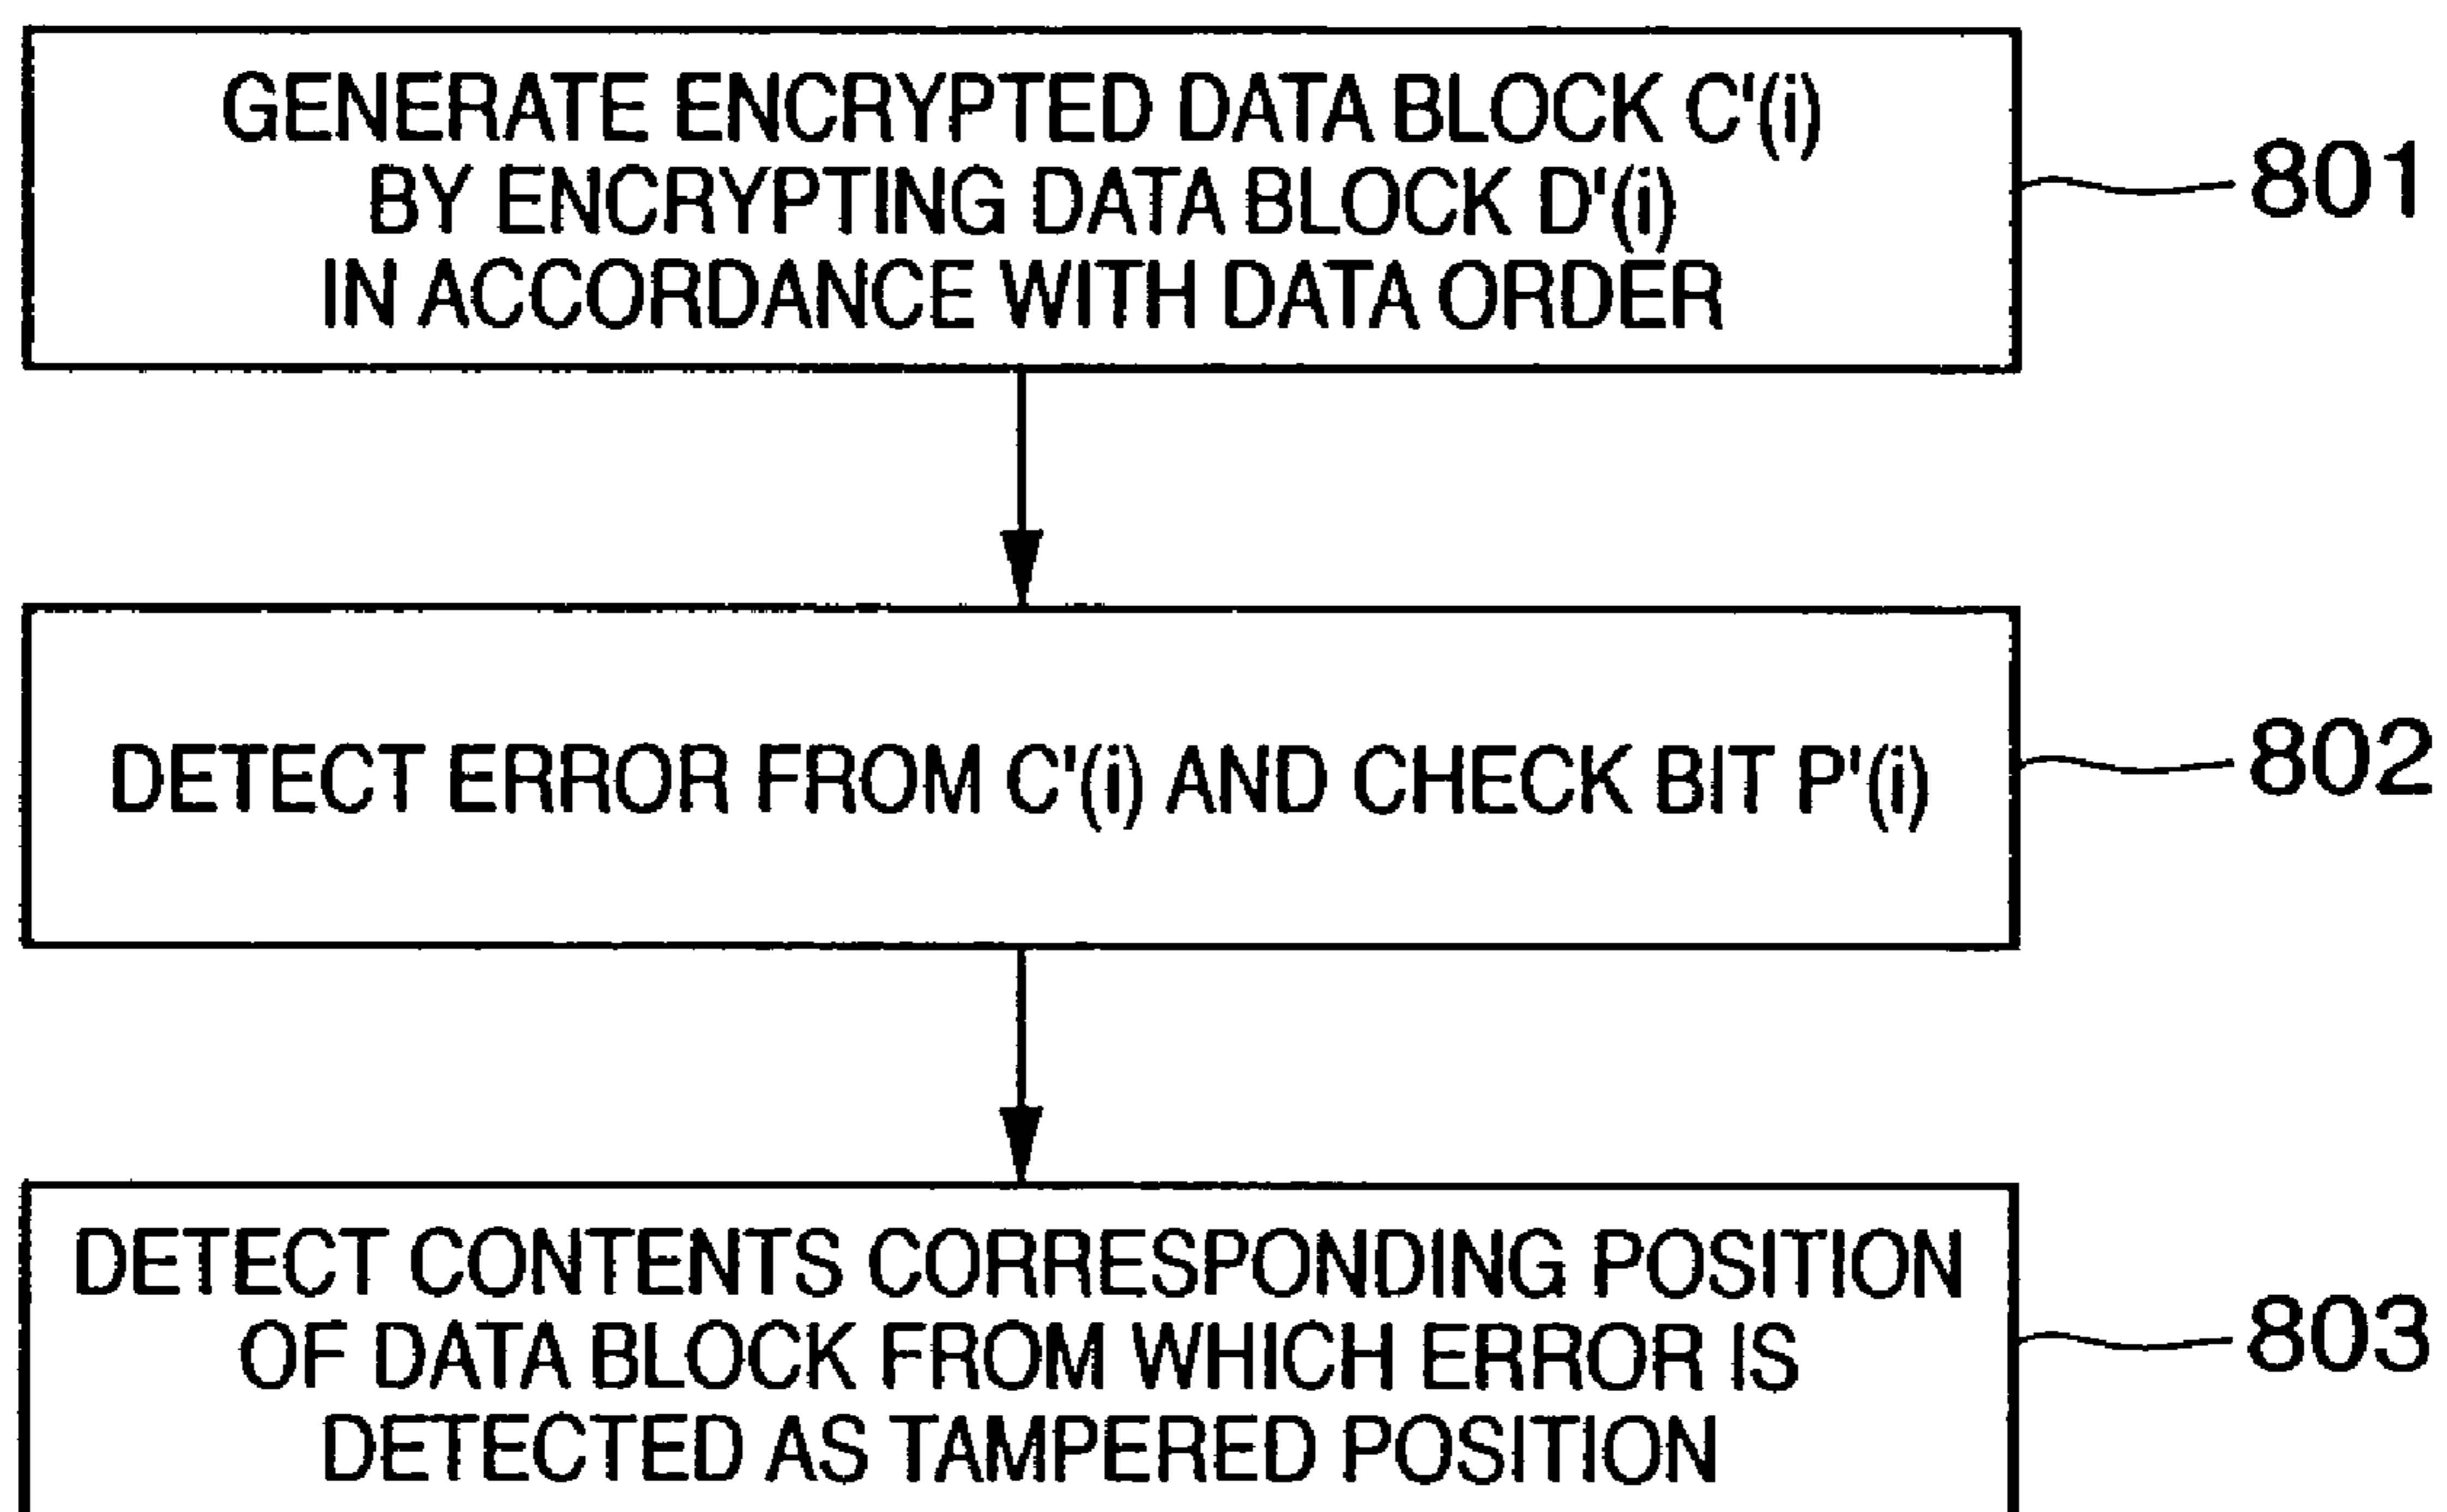 GENERATE ENCRYPTED DATA BLOCK C'(i)
BY ENCRYPTING DATA BLOCK D'(i)
IN ACCORDANCE WITH DATA ORDER
801
DETECT ERROR FROM C'(i) AND CHECK BIT P'(i)
802
DETECT CONTENTS CORRESPONDING POSITION
OF DATA BLOCK FROM WHICH ERROR IS
DETECTED AS TAMPERED POSITION
803